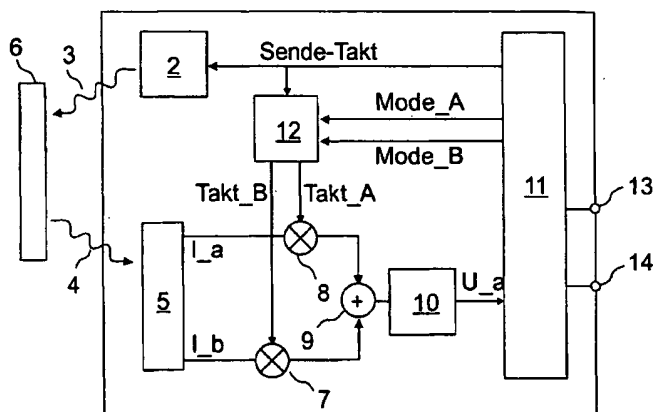 6
3
2
Sende-Takt
Mode_A
12
Mode_B
11
13
Takt_B
Takt_A
4
5
I_a
8
14
10
U_a
9
+
I_b
7